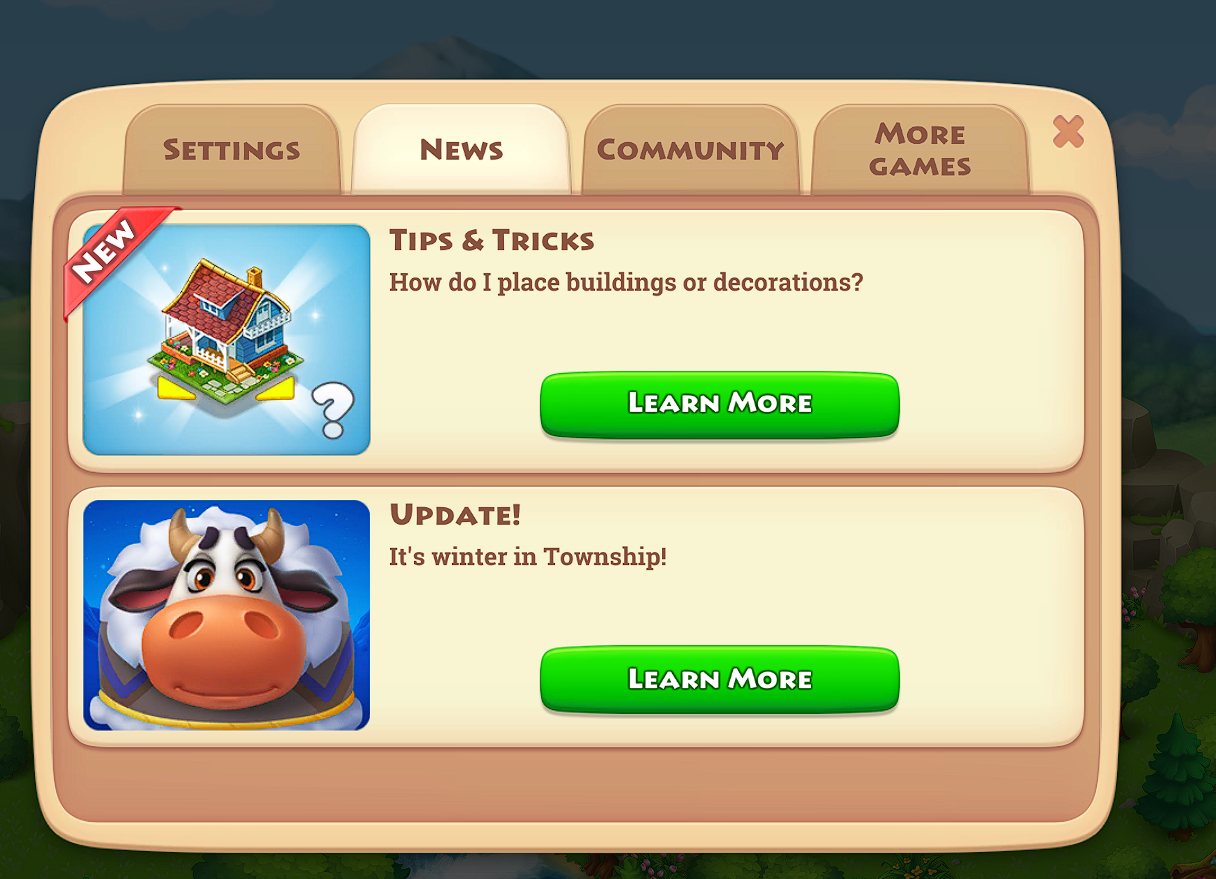 Settings
News
Community
More
games
New
Tips & Tricks
How do I place buildings or decorations?
Learn More
?
Update!
It's winter in Township!
Learn More